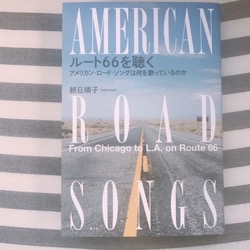 AMERICAN
ルート66を聴く
アメリカン・ロード・ソングは何を歌っているのか
朝日順子
ROAD
From Chicago to L.A. on Route 66
SONGS